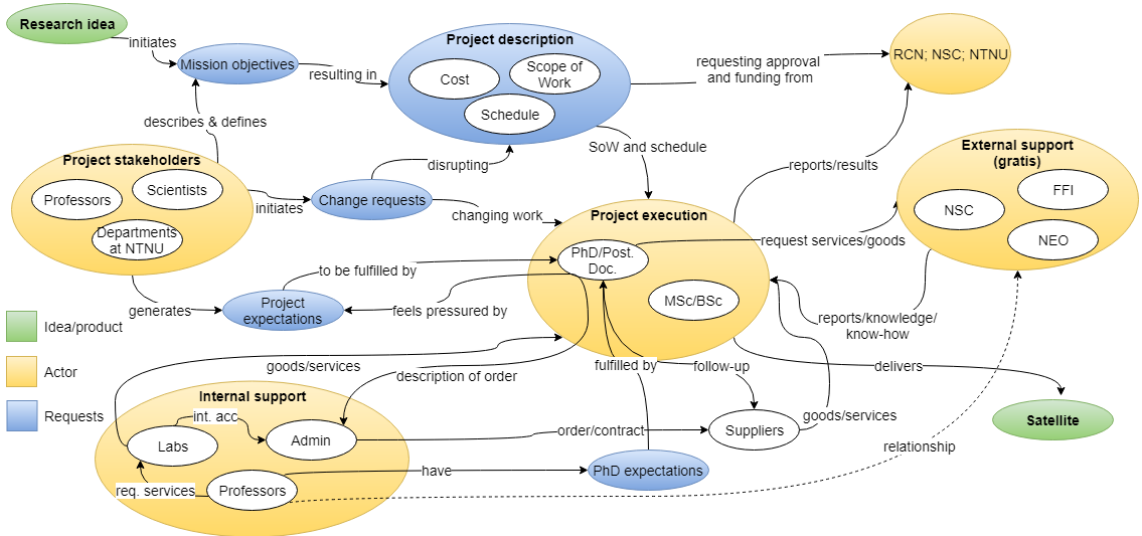 Research idea
initiates
Mission objectives
resulting in
Project description
Cost
Scope of
Work
Schedule
requesting approval
and funding from
RCN; NSC; NTNU
describes & defines
disrupting
SoW and schedule
Project stakeholders
Professors
Scientists
Departments
at NTNU
initiates
Change requests
changing work
reports/results
External support
(gratis)
FFI
NSC
NEO
Project execution
PhD/Post.
Doc.
MSc/BSc
request services/goods
to be fulfilled by
generates
Project
expectations
feels pressured by
reports/knowledge/
know-how
Idea/product
Actor
Requests
goods/services
description of order
fulfilled by
follow-up
delivers
Internal support
int. acc
Labs
Admin
order/contract
Suppliers
goods/services
Satellite
relationship
req. services
Professors
have
PhD expectations